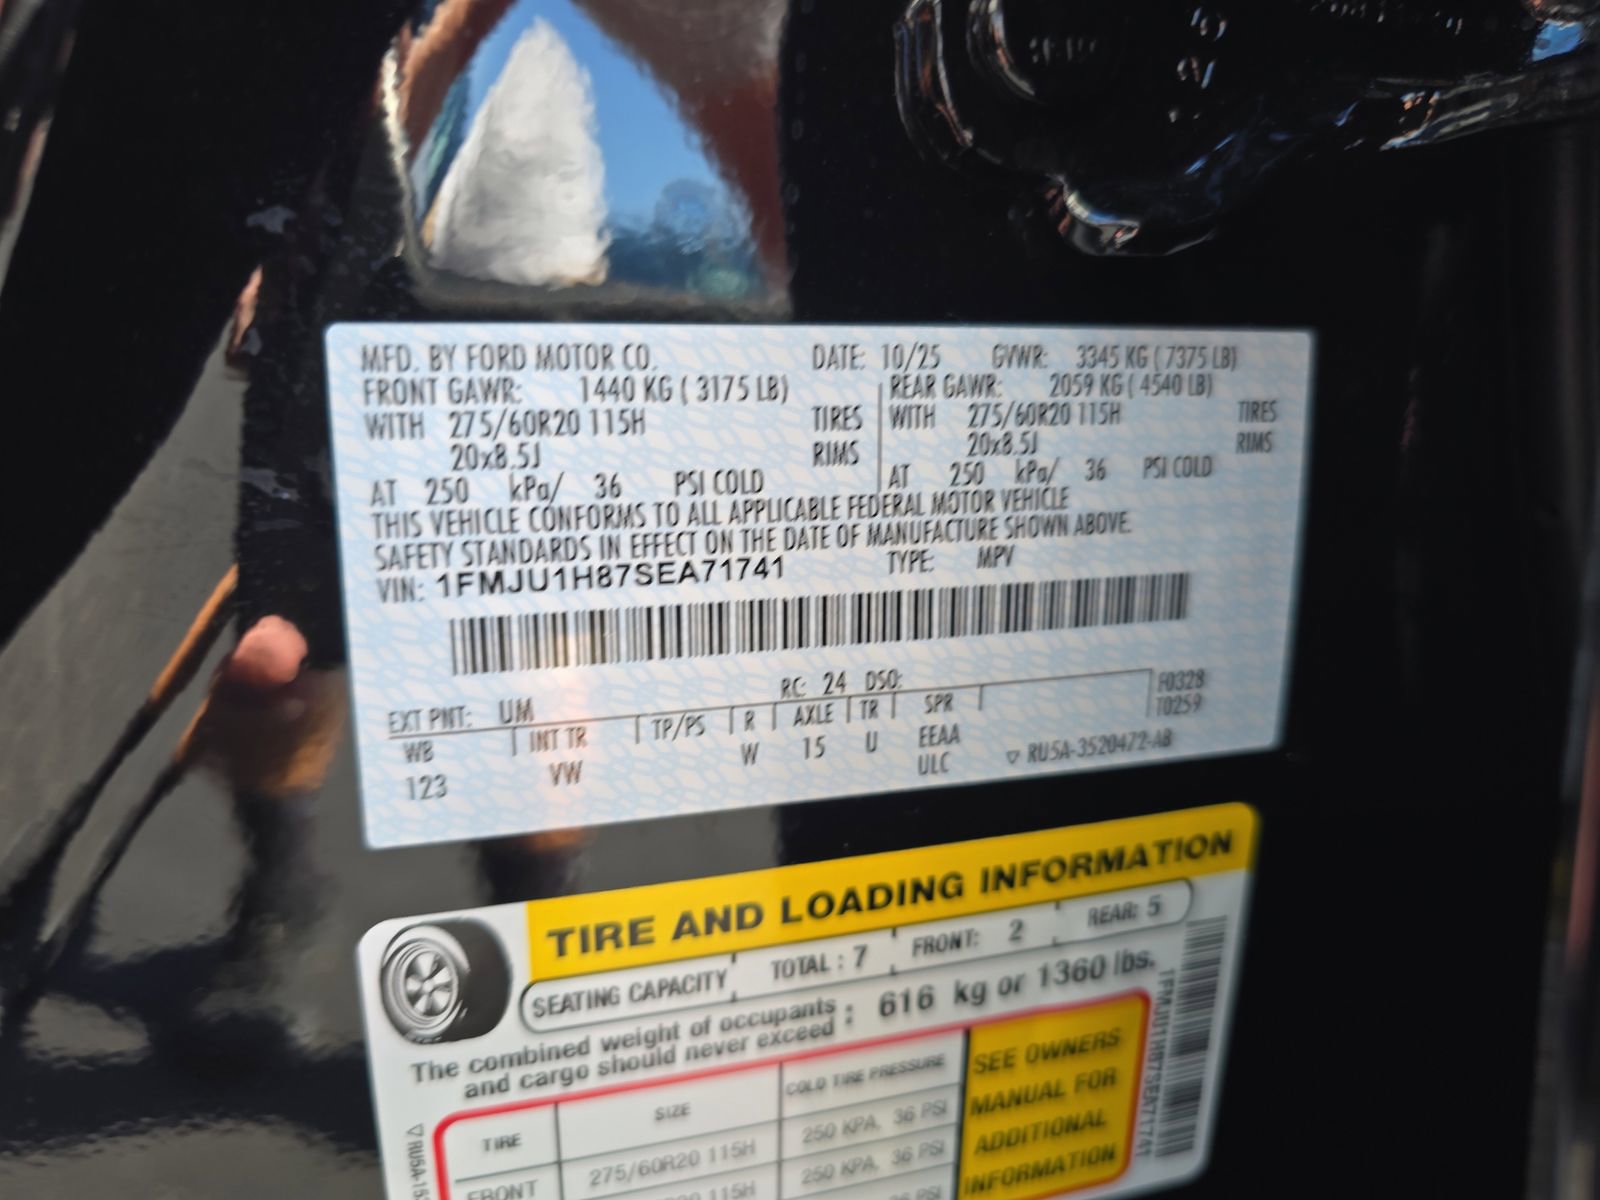 MFD. BY FORD MOTOR CO. DATE: 10/25 GVWR: 3345 KG ( 7375 LB)
FRONT GAWR: 1440 KG ( 3175 LB) REAR GAWR: 2059 KG ( 4540 LB)
WITH 275/60R20 115H TIRES WITH 275/60R20 115H TIRES
20x8.5J RIMS 20x8.5J RIMS
AT 250 kPa/ 36 PSI COLD AT 250 kPa/ 36 PSI COLD
THIS VEHICLE CONFORMS TO ALL APPLICABLE FEDERAL MOTOR VEHICLE
SAFETY STANDARDS IN EFFECT ON THE DATE OF MANUFACTURE SHOWN ABOVE.
VIN: 1FMJU1H87SEA71741 TYPE: MPV
RC: 24 DSO: F0328
EXT PNT: UM T0259
WB INT TR TP/PS R AXLE TR SPR
123 VW W 15 U EEAA
ULC RU5A-3520472-AB
TIRE AND LOADING INFORMATION
SEATING CAPACITY TOTAL : 7 FRONT: 2 REAR: 5
The combined weight of occupants
and cargo should never exceed : 616 kg or 1360 lbs.
TIRE SIZE COLD TIRE PRESSURE
FRONT 275/60R20 115H 250 KPA, 36 PSI
115H 250 KPA, 36 PSI
PSI
SEE OWNERS
MANUAL FOR
ADDITIONAL
INFORMATION
1FMJU1H87SEA71741